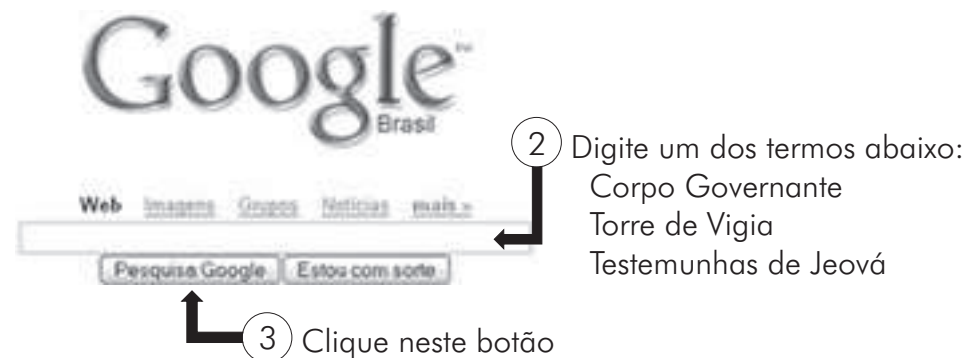 Google™
Brasil
2 Digite um dos termos abaixo:
Corpo Governante
Torre de Vigia
Testemunhas de Jeová
Web Imagens Grupos Notícias mais »
Pesquisa Google Estou com sorte
3 Clique neste botão